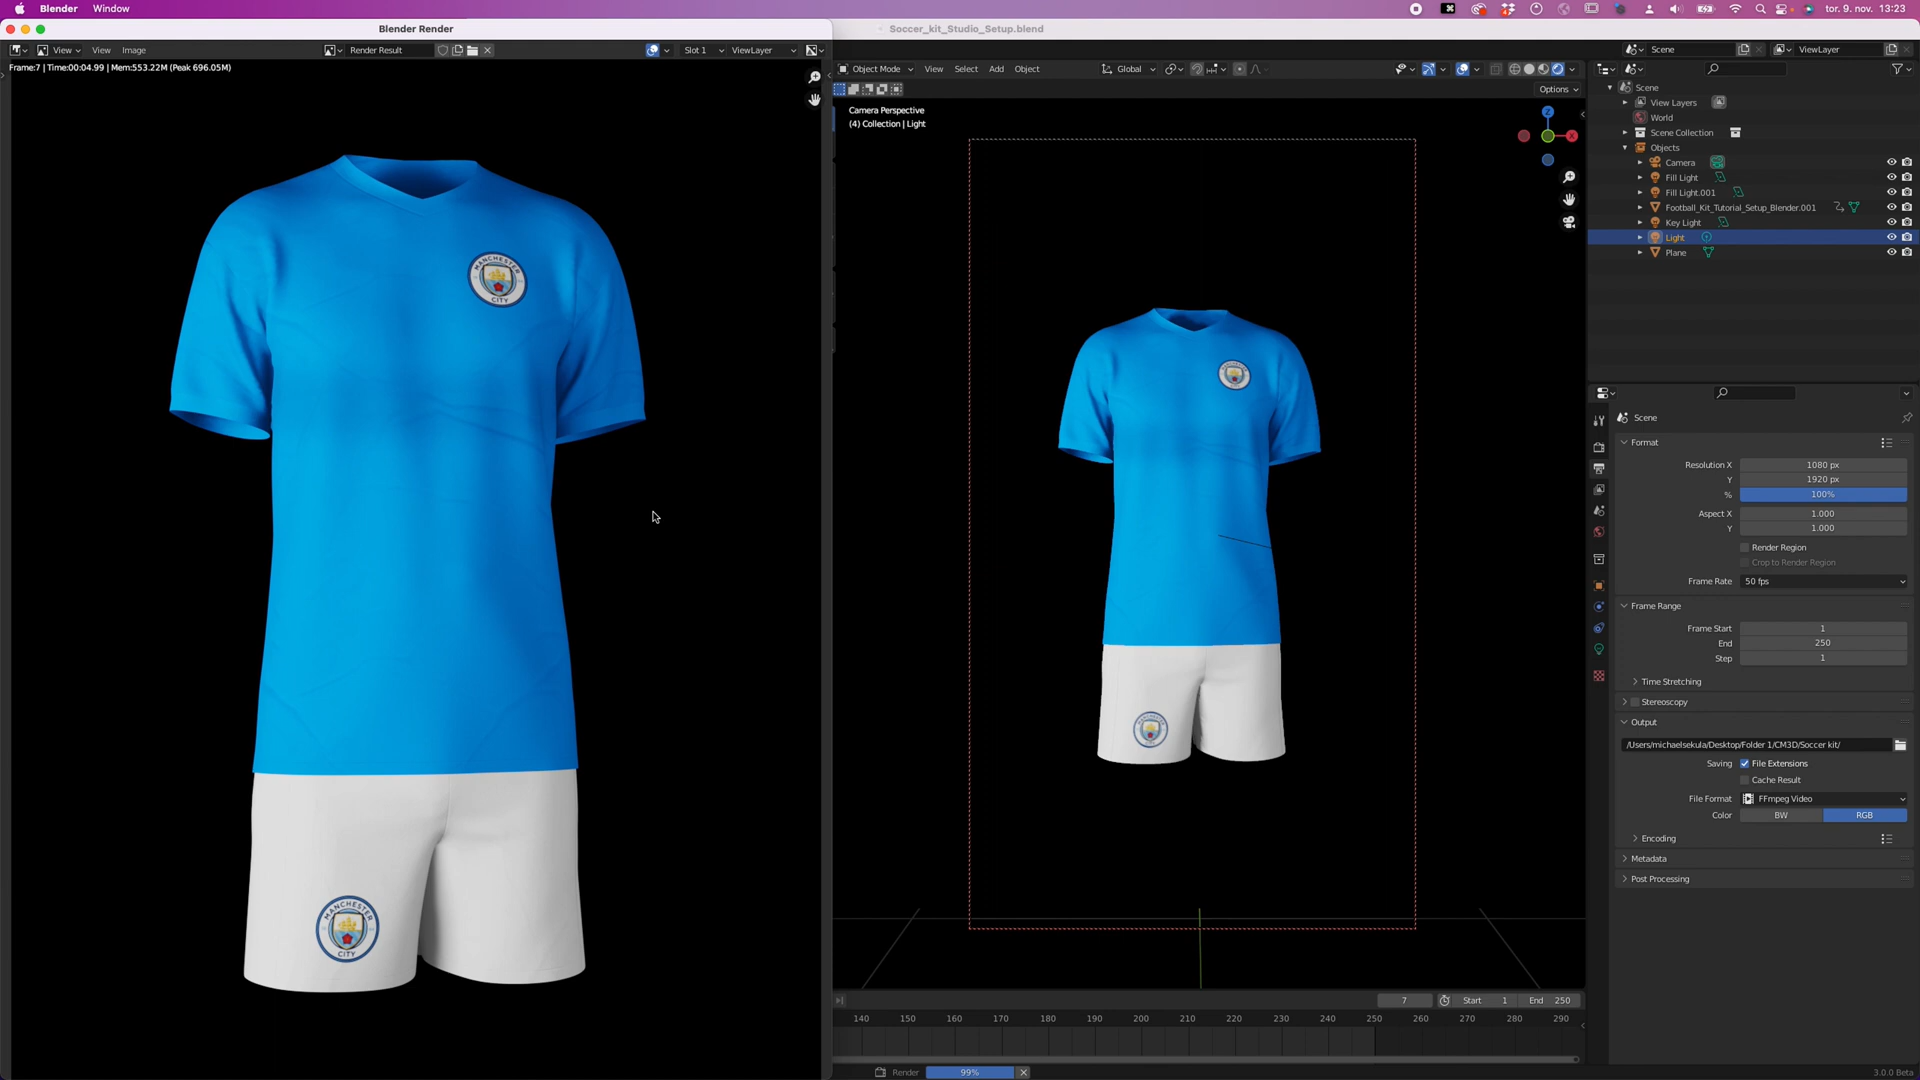 Blender Window
tor. 9. nov. 13:23
Blender Render
Soccer_kit_Studio_Setup.blend
View View Image Render Result Slot 1 ViewLayer
Frame:7 | Time:00:04.99 | Mem:553.22M (Peak 696.05M)
Object Mode View Select Add Object Global
Options
Camera Perspective
(4) Collection | Light
Z
X
MANCHESTER
CITY
MANCHESTER
CITY
Scene ViewLayer
Scene
View Layers
World
Scene Collection
Objects
Camera
Fill Light
Fill Light.001
Football_Kit_Tutorial_Setup_Blender.001
Key Light
Light
Plane
Scene
Format
Resolution X 1080 px
Y 1920 px
% 100%
Aspect X 1.000
Y 1.000
Render Region
Crop to Render Region
Frame Rate 50 fps
Frame Range
Frame Start 1
End 250
Step 1
Time Stretching
Stereoscopy
Output
/Users/michaelsekula/Desktop/Folder 1/CM3D/Soccer kit/
Saving File Extensions
Cache Result
File Format FFmpeg Video
Color BW RGB
Encoding
Metadata
Post Processing
7 Start 1 End 250
140 150 160 170 180 190 200 210 220 230 240 250 260 270 280 290
Render 99%
3.0.0 Beta